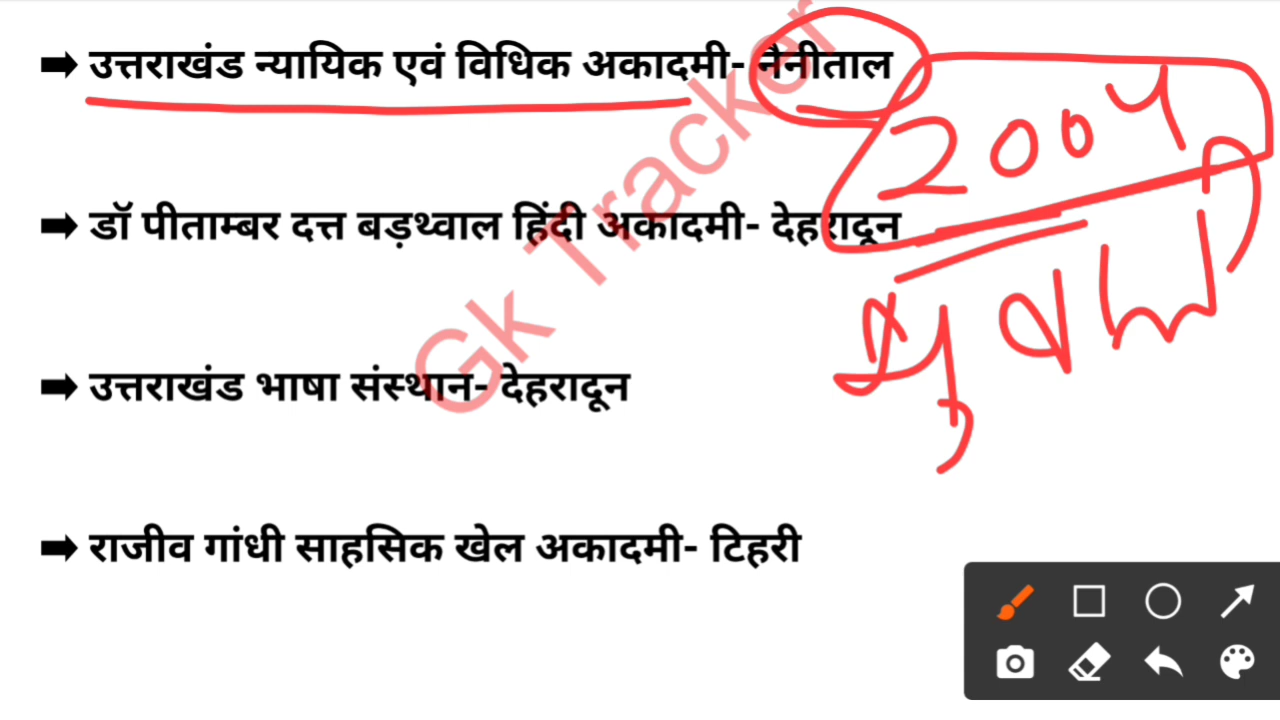 ➡ उत्तराखंड न्यायिक एवं विधिक अकादमी- नैनीताल
2004
➡ डॉ पीताम्बर दत्त बड़थ्वाल हिंदी अकादमी- देहरादून
➡ उत्तराखंड भाषा संस्थान- देहरादून
➡ राजीव गांधी साहसिक खेल अकादमी- टिहरी
Gk Tracker